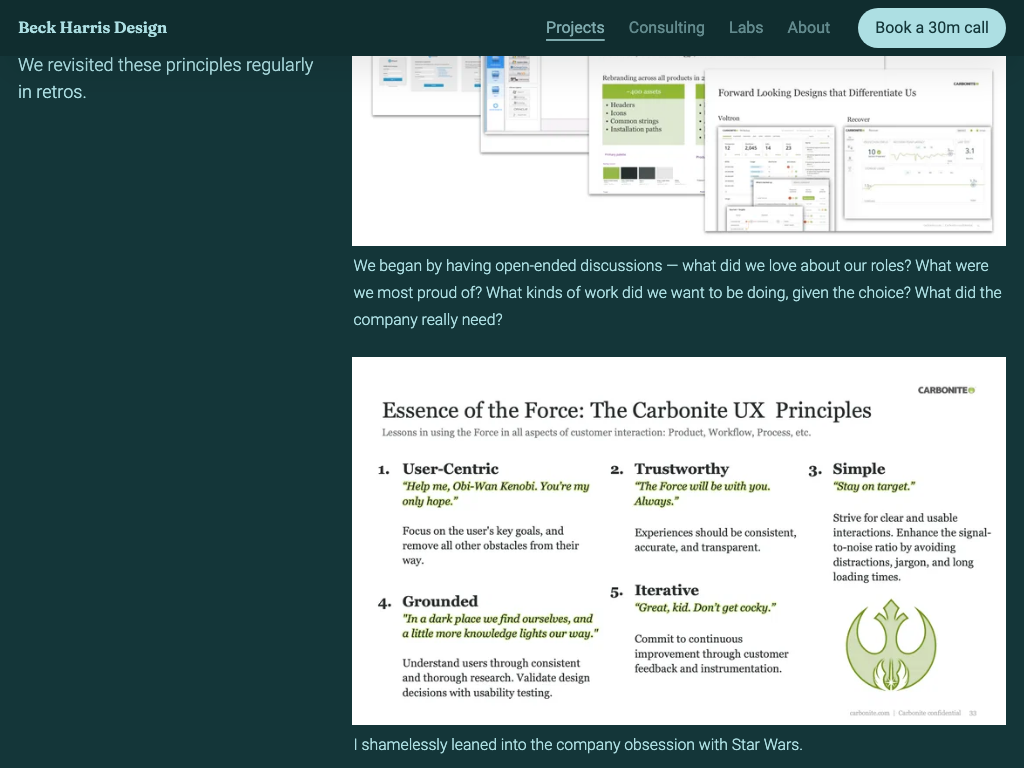 Beck Harris Design
Projects
Consulting
Labs
About
Book a 30m call
We revisited these principles regularly
in retros.
Rebranding across all products in
~400 assets
• Headers
• Icons
• Common strings
• Installation paths
CARBONITE
Forward Looking Designs that Differentiate Us
Voltron
Recover
12
2,045
14
23
10
3.1
We began by having open-ended discussions — what did we love about our roles? What were
we most proud of? What kinds of work did we want to be doing, given the choice? What did the
company really need?
CARBONITE
Essence of the Force: The Carbonite UX Principles
Lessons in using the Force in all aspects of customer interaction: Product, Workflow, Process, etc.
1. User-Centric
“Help me, Obi-Wan Kenobi. You’re my
only hope.”
Focus on the user's key goals, and
remove all other obstacles from their
way.
2. Trustworthy
“The Force will be with you.
Always.”
Experiences should be consistent,
accurate, and transparent.
3. Simple
“Stay on target.”
Strive for clear and usable
interactions. Enhance the signal-
to-noise ratio by avoiding
distractions, jargon, and long
loading times.
4. Grounded
"In a dark place we find ourselves, and
a little more knowledge lights our way.”
Understand users through consistent
and thorough research. Validate design
decisions with usability testing.
5. Iterative
“Great, kid. Don’t get cocky.”
Commit to continuous
improvement through customer
feedback and instrumentation.
carbonite.com | Carbonite confidential 33
I shamelessly leaned into the company obsession with Star Wars.